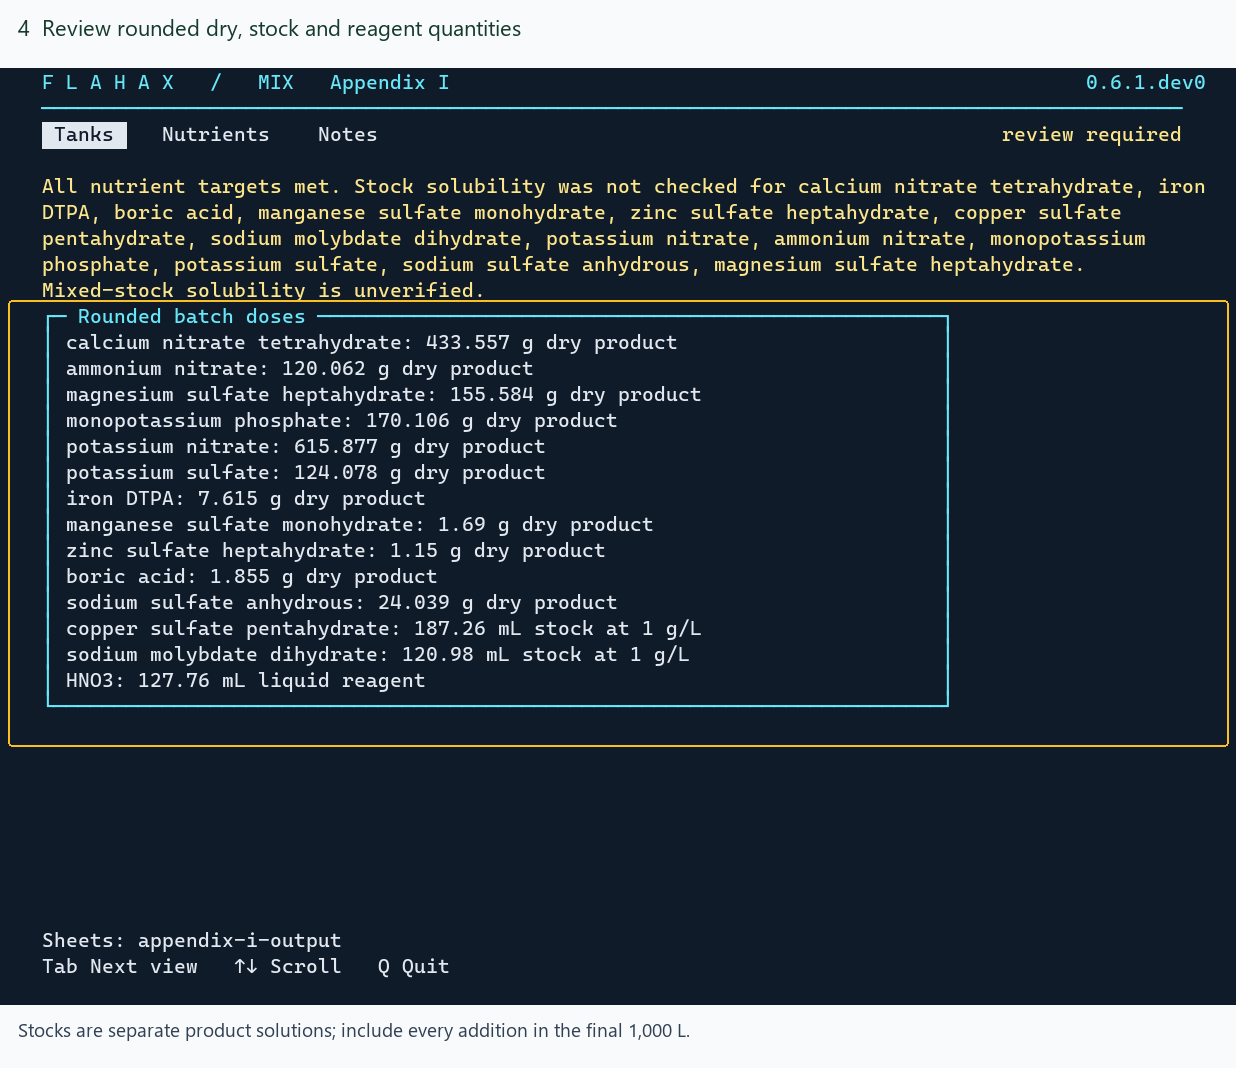 4 Review rounded dry, stock and reagent quantities
F L A H A X / MIX Appendix I 0.6.1.dev0
Tanks Nutrients Notes review required
All nutrient targets met. Stock solubility was not checked for calcium nitrate tetrahydrate, iron
DTPA, boric acid, manganese sulfate monohydrate, zinc sulfate heptahydrate, copper sulfate
pentahydrate, sodium molybdate dihydrate, potassium nitrate, ammonium nitrate, monopotassium
phosphate, potassium sulfate, sodium sulfate anhydrous, magnesium sulfate heptahydrate.
Mixed-stock solubility is unverified.
Rounded batch doses
calcium nitrate tetrahydrate: 433.557 g dry product
ammonium nitrate: 120.062 g dry product
magnesium sulfate heptahydrate: 155.584 g dry product
monopotassium phosphate: 170.106 g dry product
potassium nitrate: 615.877 g dry product
potassium sulfate: 124.078 g dry product
iron DTPA: 7.615 g dry product
manganese sulfate monohydrate: 1.69 g dry product
zinc sulfate heptahydrate: 1.15 g dry product
boric acid: 1.855 g dry product
sodium sulfate anhydrous: 24.039 g dry product
copper sulfate pentahydrate: 187.26 mL stock at 1 g/L
sodium molybdate dihydrate: 120.98 mL stock at 1 g/L
HNO3: 127.76 mL liquid reagent
Sheets: appendix-i-output
Tab Next view ↑↓ Scroll Q Quit
Stocks are separate product solutions; include every addition in the final 1,000 L.